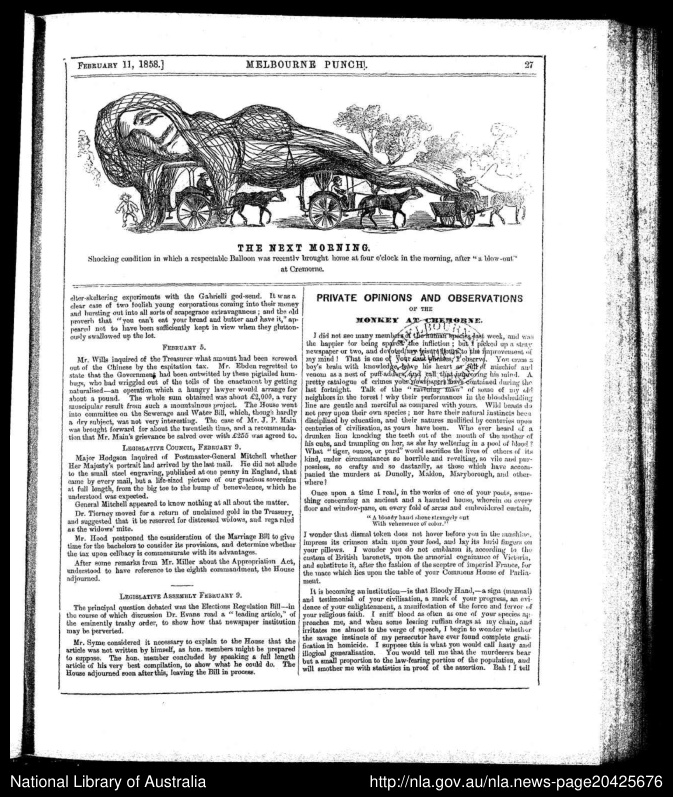 FEBRUARY 11, 1858.]
MELBOURNE PUNCH.
27
THE NEXT MORNING.
Shocking condition in which a respectable Balloon was recently brought home at four o'clock in the morning, after "a blow-out"
at Cremorne.
elter-skeltering experiments with the Gabrielli god-send. It was a
clear case of two foolish young corporations coming into their money
and bursting out into all sorts of scapegrace extravagances; and the old
proverb that "you can't eat your bread and butter and have it," ap-
peared not to have been sufficiently kept in view when they glutton-
ously swallowed up the lot.
FEBRUARY 5.
Mr. Wills inquired of the Treasurer what amount had been screwed
out of the Chinese by the capitation tax. Mr. Ebden regretted to
state that the Government had been outwitted by these pigtailed hum-
bugs, who had wriggled out of the toils of the enactment by getting
naturalised—an operation which a hungry lawyer would arrange for
about a pound. The whole sum obtained was about £2,000, a very
muscipular result from such a mountainous project. The House went
into committee on the Sewerage and Water Bill, which, though hardly
a dry subject, was not very interesting. The case of Mr. J. P. Main
was brought forward for about the twentieth time, and a recommenda-
tion that Mr. Main's grievance be salved over with £255 was agreed to.
LEGISLATIVE COUNCIL, FEBRUARY 9.
Major Hodgson inquired of Postmaster-General Mitchell whether
Her Majesty's portrait had arrived by the last mail. He did not allude
to the small steel engraving, published at one penny in England, that
came by every mail, but a life-sized picture of our gracious sovereign
at full length, from the big toe to the bump of benevolence, which he
understood was expected.
General Mitchell appeared to know nothing at all about the matter.
Dr. Tierney moved for a return of unclaimed gold in the Treasury,
and suggested that it be reserved for distressed widows, and regarded
as the widows' mite.
Mr. Hood postponed the consideration of the Marriage Bill to give
time for the bachelors to consider its provisions, and determine whether
the tax upon celibacy is commensurate with its advantages.
After some remarks from Mr. Miller about the Appropriation Act,
understood to have reference to the eighth commandment, the House
adjourned.
LEGISLATIVE ASSEMBLY FEBRUARY 9.
The principal question debated was the Elections Regulation Bill—in
the course of which discussion Dr. Evans read a "leading article," of
the eminently trashy order, to show how that newspaper institution
may be perverted.
Mr. Syme considered it necessary to explain to the House that the
article was not written by himself, as hon. members might be prepared
to suppose. The hon. member concluded by speaking a full length
article of his very best compilation, to show what he could do. The
House adjourned soon after this, leaving the Bill in process.
PRIVATE OPINIONS AND OBSERVATIONS
OF THE
MONKEY AT CREMORNE.
I did not see many members of the human species last week, and was
the happier for being spared the infliction; but I picked up a stray
newspaper or two, and devoted my leisure to the improvement of
my mind! That is one of your cant phrases, I observe. You cram a
boy's brain with knowledge, leave his heart as full of mischief and
venom as a nest of puff-adders, and call that improving his mind. A
pretty catalogue of crimes your newspapers have contained during the
last fortnight. Talk of the "ravening maw" of some of my old
neighbors in the forest! why their performances in the bloodshedding
line are gentle and merciful as compared with yours. Wild beasts do
not prey upon their own species; nor have their natural instincts been
disciplined by education, and their natures mollified by centuries upon
centuries of civilization, as yours have been. Who ever heard of a
drunken lion knocking the teeth out of the mouth of the mother of
his cubs, and trampling on her, as she lay weltering in a pool of blood?
What "tiger, ounce, or pard" would sacrifice the lives of others of its
kind, under circumstances so horrible and revolting, so vile and pur-
poseless, so crafty and so dastardly, as those which have accom-
panied the murders at Dunolly, Maldon, Maryborough, and other-
where!
Once upon a time I read, in the works of one of your poets, some-
thing concerning an ancient and a haunted house, wherein on every
floor and window-pane, on every fold of arras and embroidered curtain,
"A bloody hand shone strangely out
With vehemence of color."
I wonder that dismal token does not hover before you in the sunshine,
impress its crimson stain upon your food, and lay its lurid fingers on
your pillows. I wonder you do not emblazon it, according to the
custom of British baronets, upon the armorial cognizance of Victoria,
and substitute it, after the fashion of the sceptre of imperial France, for
the mace which lies upon the table of your Commons House of Parlia-
ment.
It is becoming an institution—is that Bloody Hand,—a sign (manual)
and testimonial of your civilisation, a mark of your progress, an evi-
dence of your enlightenment, a manifestation of the force and fervor of
your religious faith. I sniff blood as often as one of your species ap-
proaches me, and when some leering ruffian drags at my chain, and
irritates me almost to the verge of speech, I begin to wonder whether
the savage instincts of my persecutor have ever found complete grati-
fication in homicide. I suppose this is what you would call hasty and
illogical generalisation. You would tell me that the murderers bear
but a small proportion to the law-fearing portion of the population, and
will smother me with statistics in proof of the assertion. Bah! I tell
National Library of Australia
http://nla.gov.au/nla.news-page20425676